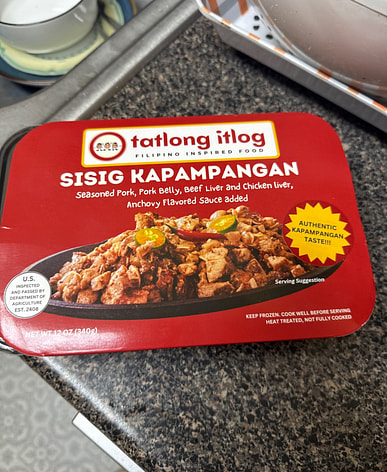 tatlong itlog
FILIPINO INSPIRED FOOD
SISIG KAPAMPANGAN
Seasoned Pork, Pork Belly, Beef Liver and Chicken liver,
Anchovy Flavored Sauce added
AUTHENTIC
KAPAMPANGAN
TASTE!!!
Serving Suggestion
U.S.
INSPECTED
AND PASSED BY
DEPARTMENT OF
AGRICULTURE
EST. 2408
NET WT 12 OZ (340g)
KEEP FROZEN. COOK WELL BEFORE SERVING
HEAT TREATED, NOT FULLY COOKED